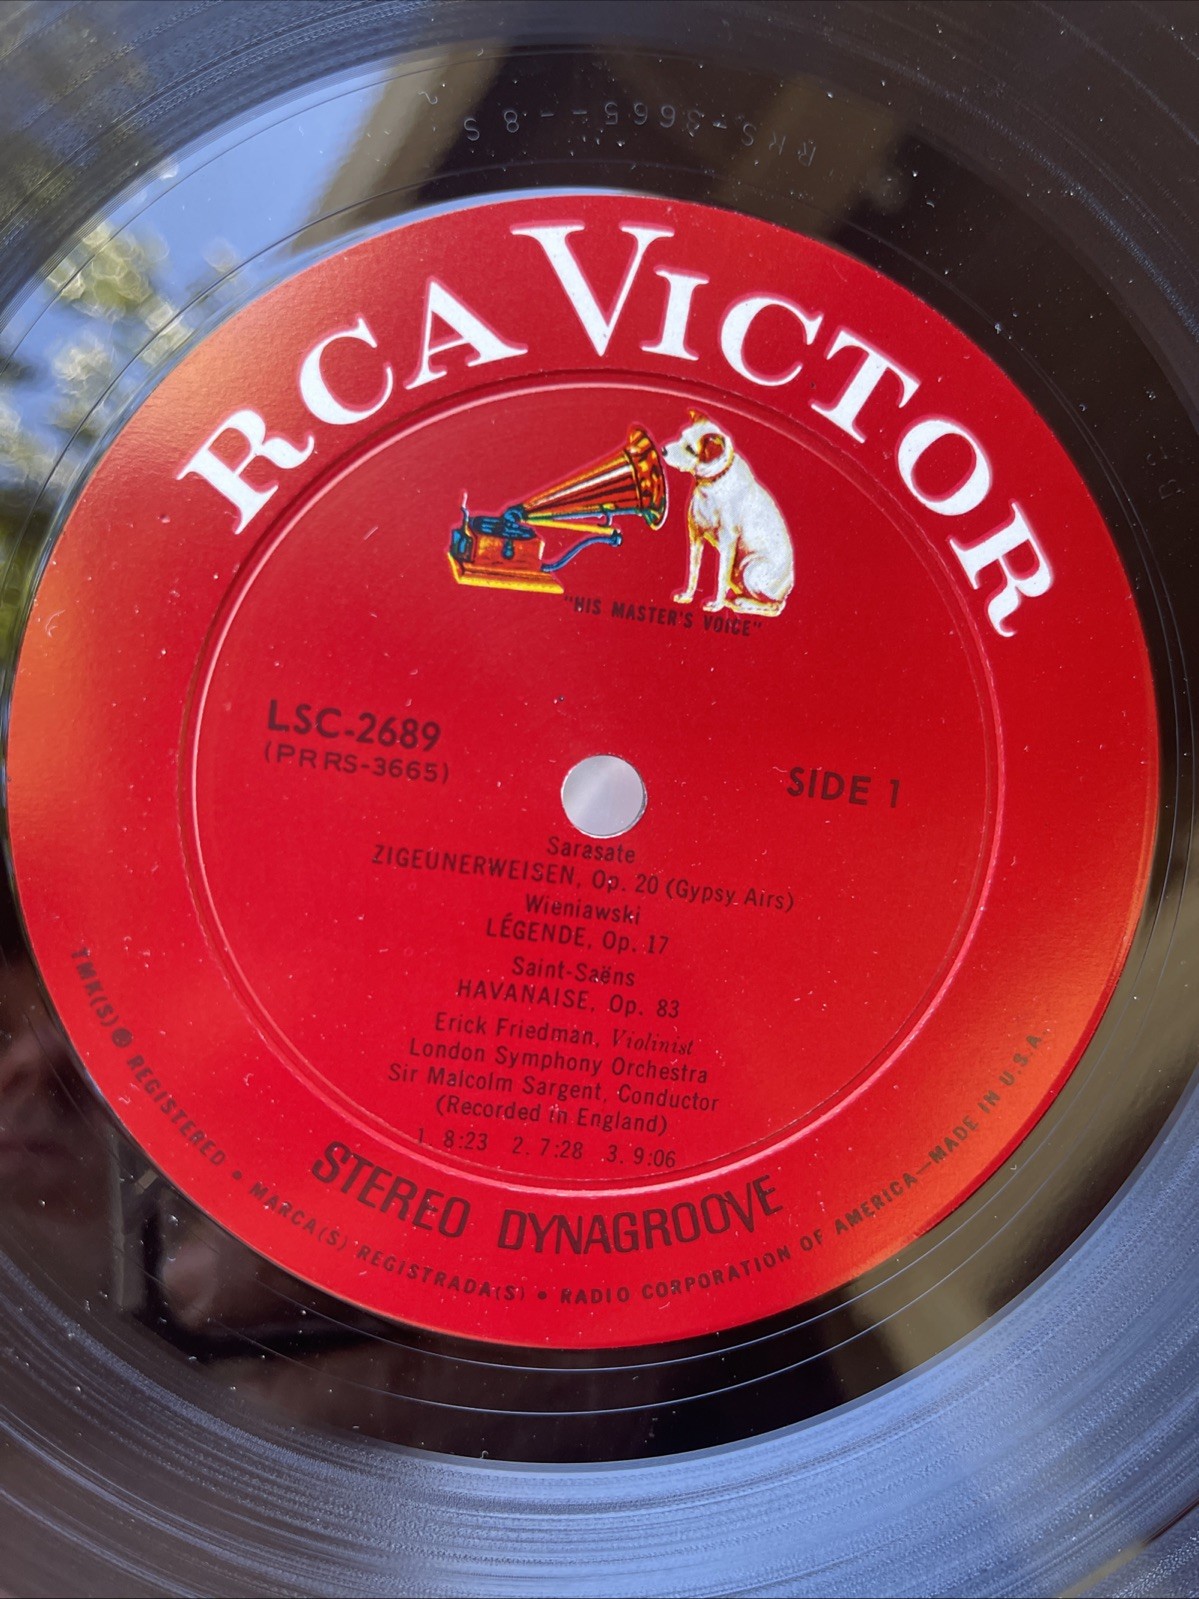 RRS-3665--8S
RCA VICTOR
"HIS MASTER'S VOICE"
LSC-2689
(PRRS-3665)
SIDE 1
Sarasate
ZIGEUNERWEISEN, Op. 20 (Gypsy Airs)
Wieniawski
LÉGENDE, Op. 17
Saint-Saëns
HAVANAISE, Op. 83
Erick Friedman, Violinist
London Symphony Orchestra
Sir Malcolm Sargent, Conductor
(Recorded in England)
1. 8:23 2. 7:28 3. 9:06
STEREO DYNAGROOVE
TMK(S) ® REGISTERED • MARCA(S) REGISTRADA(S) • RADIO CORPORATION OF AMERICA—MADE IN U.S.A.